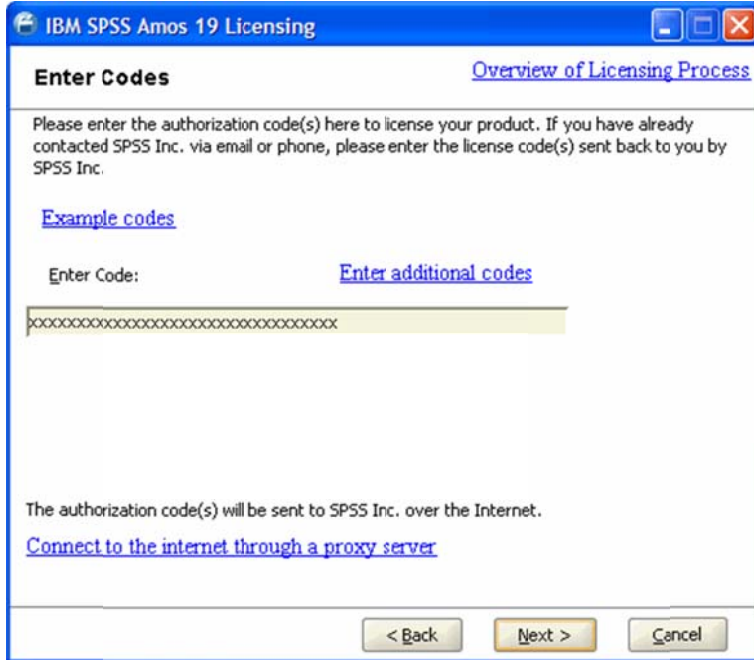 IBM SPSS Amos 19 Licensing
Enter Codes
Overview of Licensing Process
Please enter the authorization code(s) here to license your product. If you have already
contacted SPSS Inc. via email or phone, please enter the license code(s) sent back to you by
SPSS Inc.
Example codes
Enter Code:
Enter additional codes
xxxxxxxxxxxxxxxxxxxxxxxxxxxxxxxxxx
The authorization code(s) will be sent to SPSS Inc. over the Internet.
Connect to the internet through a proxy server
< Back
Next >
Cancel